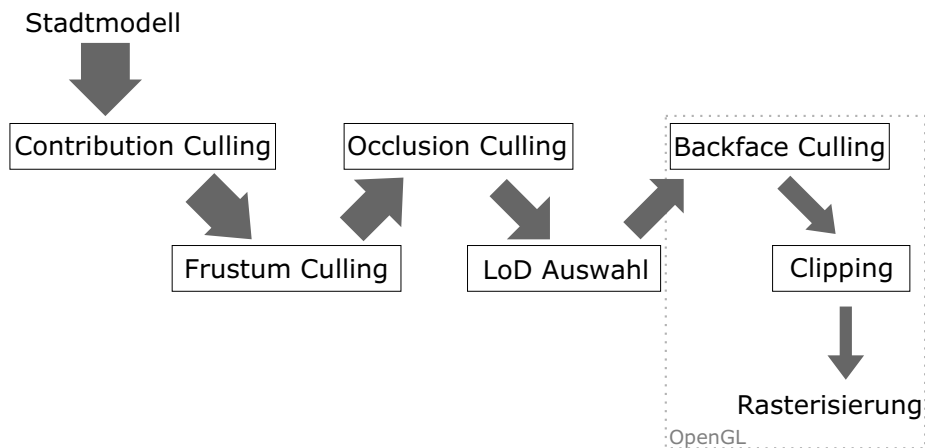 Stadtmodell
Contribution Culling
Frustum Culling
Occlusion Culling
LoD Auswahl
Backface Culling
Clipping
Rasterisierung
OpenGL